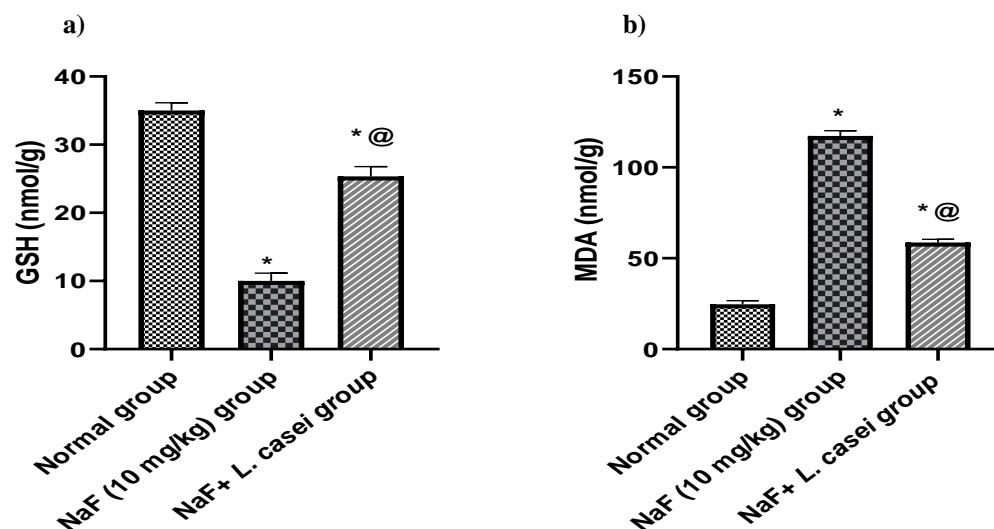 a)
GSH (nmol/g)
40
30
20
10
0
*
* @
Normal group
NaF (10 mg/kg) group
NaF+ L. casei group
b)
MDA (nmol/g)
150
100
50
0
*
* @
Normal group
NaF (10 mg/kg) group
NaF+ L. casei group